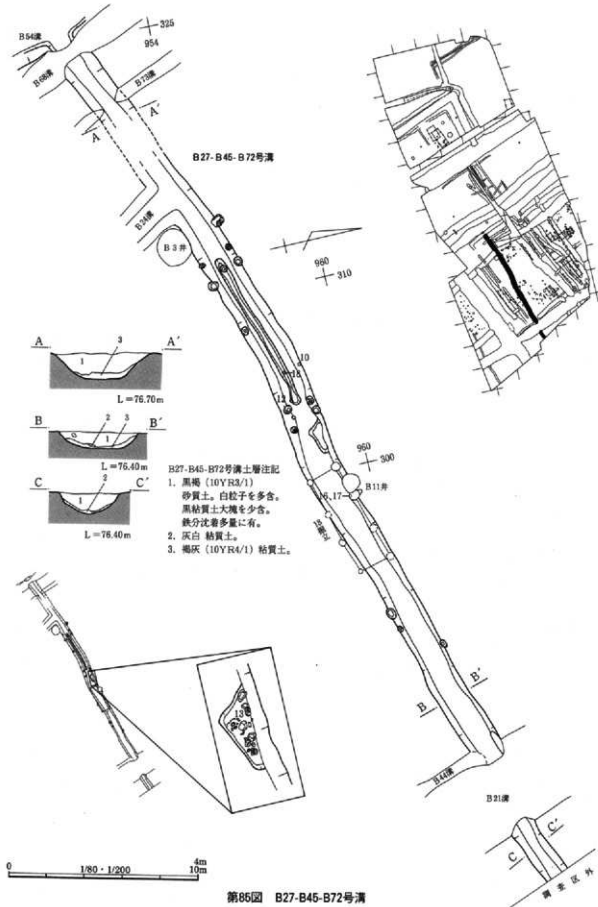 B54溝
325
954
B68溝
B73溝
A A′
B27-B45-B72号溝
B24溝
B3井
960
310
10
15
12
A 3 A′
1
L=76.70m
B 2 3 B′
1
L=76.40m
C 2 C′
1
L=76.40m
B27-B45-B72号溝土層注記
1. 黒褐 (10YR3/1)
砂質土。白粒子を多含。
黒粘質土大塊を少含。
鉄分沈着多量に有。
2. 灰白 粘質土。
3. 褐灰 (10YR4/1) 粘質土。
960
300
B11井
16,17
13
B B′
B44溝
B21溝
C C′
調査区外
0 1/80・1/200 4m
10m
第85図 B27-B45-B72号溝